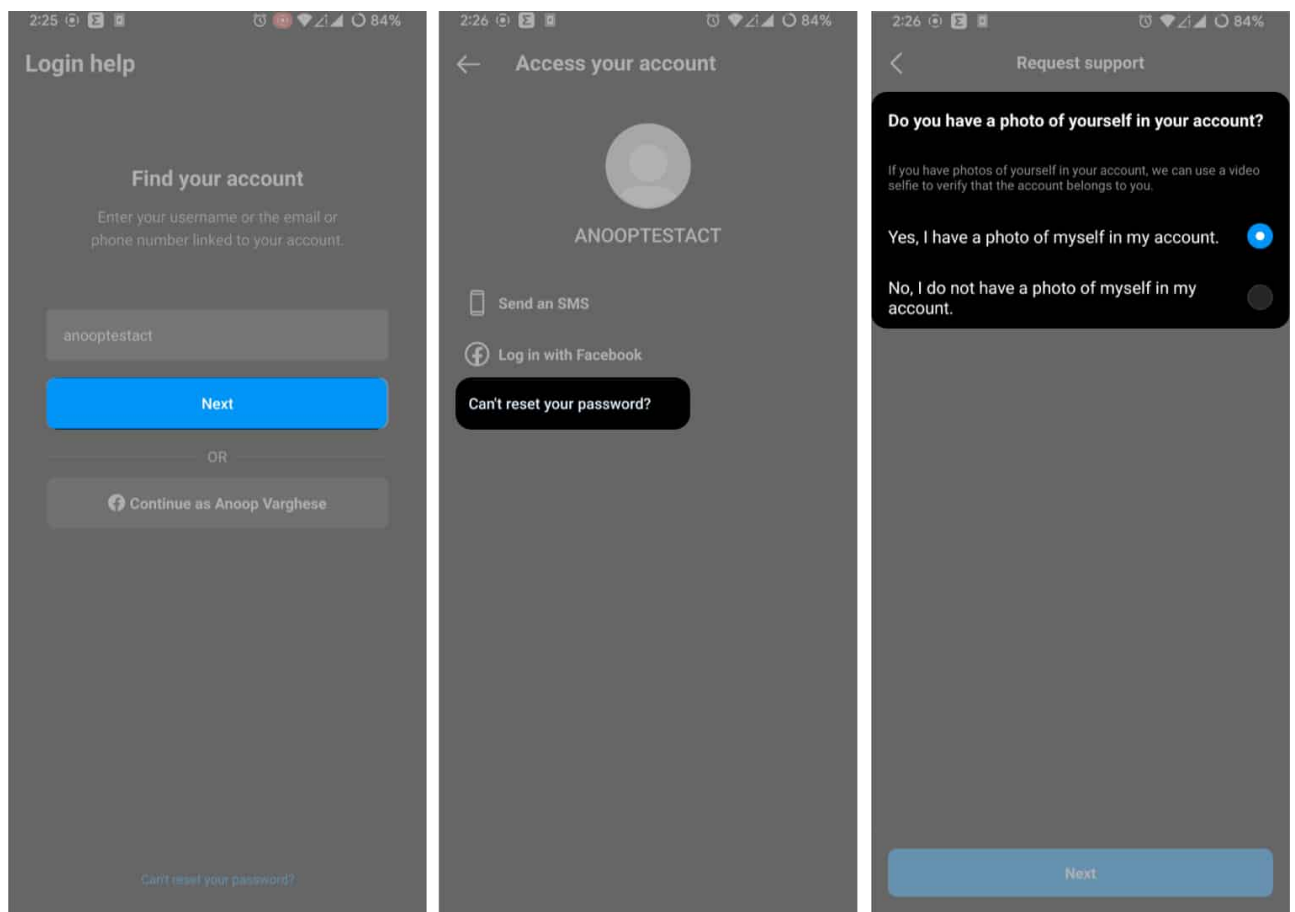 2:25
84%
Login help
Find your account
Enter your username or the email or
phone number linked to your account.
anooptestact
Next
OR
Continue as Anoop Varghese
Can't reset your password?
2:26
84%
Access your account
ANOOPTESTACT
Send an SMS
Log in with Facebook
Can't reset your password?
2:26
84%
Request support
Do you have a photo of yourself in your account?
If you have photos of yourself in your account, we can use a video
selfie to verify that the account belongs to you.
Yes, I have a photo of myself in my account.
No, I do not have a photo of myself in my
account.
Next